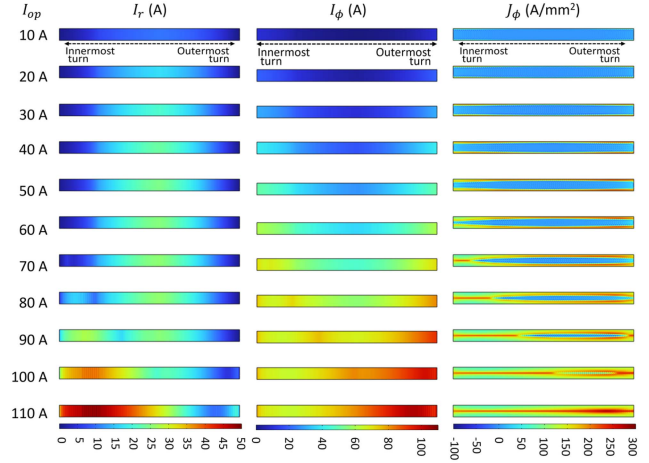 I_op I_r (A) I_ϕ (A) J_ϕ (A/mm²)
10 A
Innermost turn Outermost turn Innermost turn Outermost turn Innermost turn Outermost turn
20 A
30 A
40 A
50 A
60 A
70 A
80 A
90 A
100 A
110 A
0 5 10 15 20 25 30 35 40 45 50 0 20 40 60 80 100 -100 -50 0 50 100 150 200 250 300